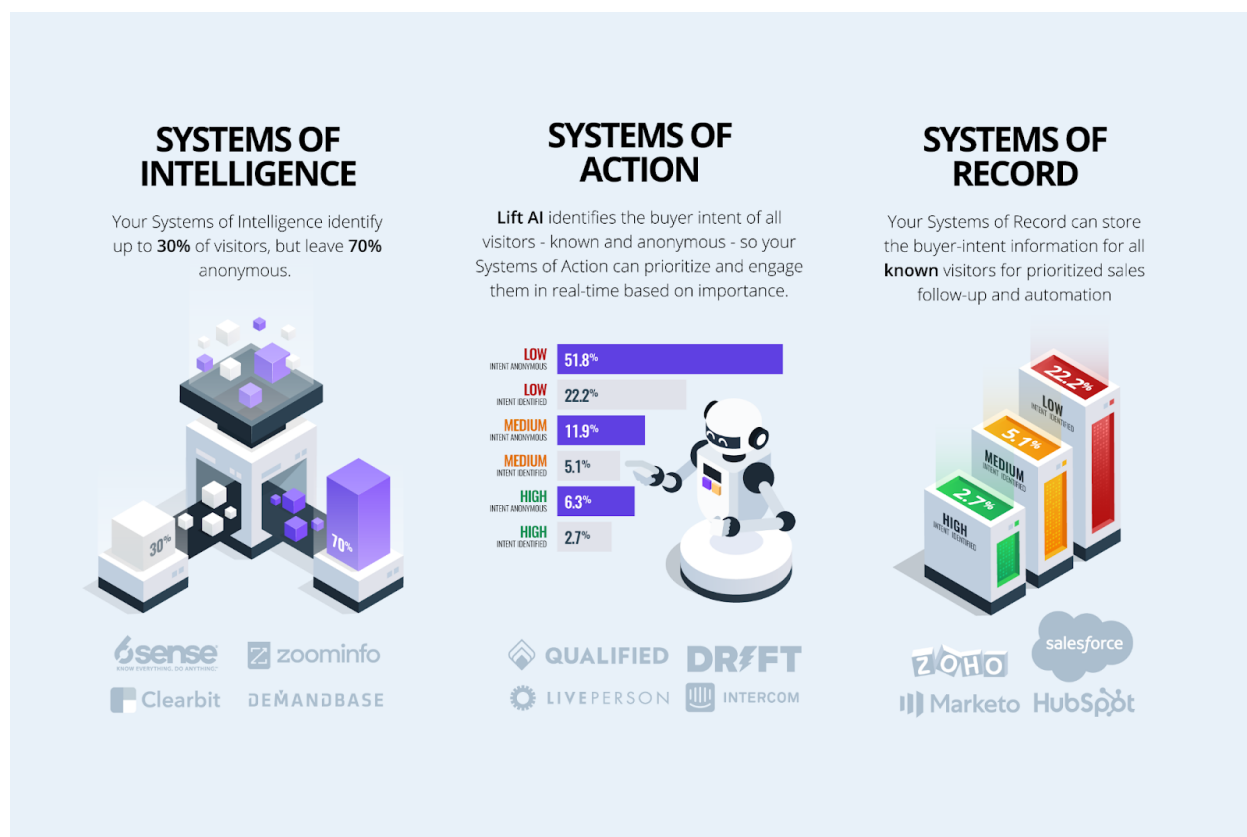 SYSTEMS OF
INTELLIGENCE
Your Systems of Intelligence identify
up to 30% of visitors, but leave 70%
anonymous.
30%
70%
6sense
KNOW EVERYTHING, DO ANYTHING.™
zoominfo
Clearbit
DEMANDBASE
SYSTEMS OF
ACTION
Lift AI identifies the buyer intent of all
visitors - known and anonymous - so your
Systems of Action can prioritize and engage
them in real-time based on importance.
LOW
INTENT ANONYMOUS
51.8%
LOW
INTENT IDENTIFIED
22.2%
MEDIUM
INTENT ANONYMOUS
11.9%
MEDIUM
INTENT IDENTIFIED
5.1%
HIGH
INTENT ANONYMOUS
6.3%
HIGH
INTENT IDENTIFIED
2.7%
QUALIFIED
DRIFT
LIVEPERSON
INTERCOM
SYSTEMS OF
RECORD
Your Systems of Record can store
the buyer-intent information for all
known visitors for prioritized sales
follow-up and automation
22.2%
LOW
INTENT IDENTIFIED
5.1%
MEDIUM
INTENT IDENTIFIED
2.7%
HIGH
INTENT IDENTIFIED
ZOHO
salesforce
Marketo
HubSpot